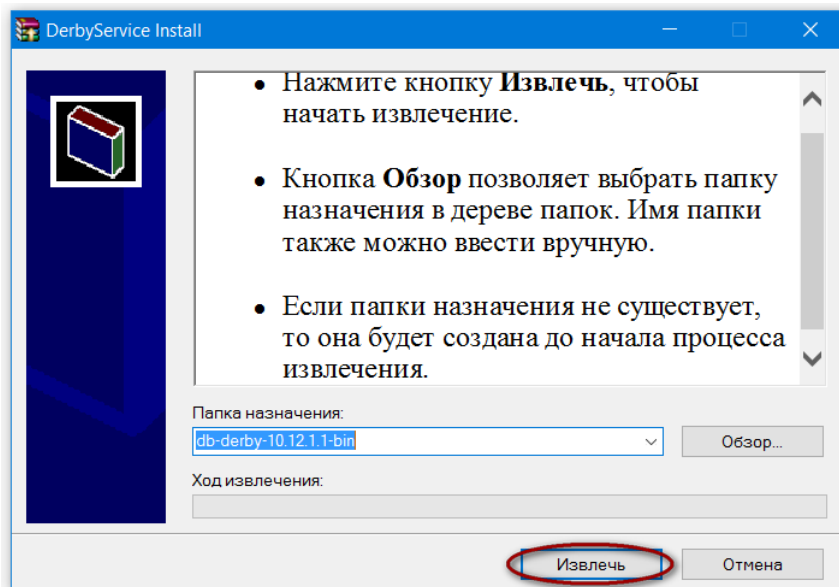 DerbyService Install
Нажмите кнопку Извлечь, чтобы
начать извлечение.
Кнопка Обзор позволяет выбрать папку
назначения в дереве папок. Имя папки
также можно ввести вручную.
Если папки назначения не существует,
то она будет создана до начала процесса
извлечения.
Папка назначения:
db-derby-10.12.1.1-bin
Обзор...
Ход извлечения:
Извлечь
Отмена